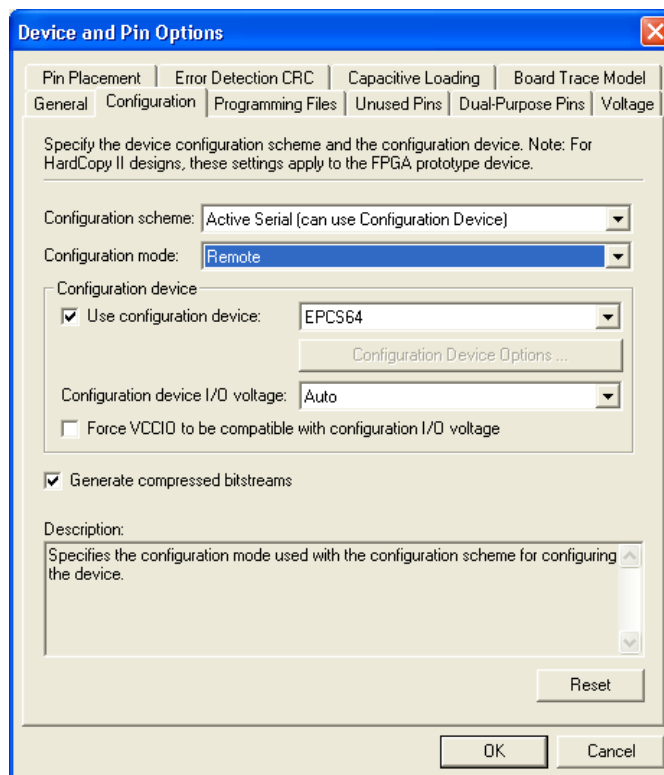 Device and Pin Options
Pin Placement Error Detection CRC Capacitive Loading Board Trace Model
General Configuration Programming Files Unused Pins Dual-Purpose Pins Voltage
Specify the device configuration scheme and the configuration device. Note: For
HardCopy II designs, these settings apply to the FPGA prototype device.
Configuration scheme: Active Serial (can use Configuration Device)
Configuration mode: Remote
Configuration device
Use configuration device: EPCS64
Configuration Device Options ...
Configuration device I/O voltage: Auto
Force VCCIO to be compatible with configuration I/O voltage
Generate compressed bitstreams
Description:
Specifies the configuration mode used with the configuration scheme for configuring
the device.
Reset
OK Cancel